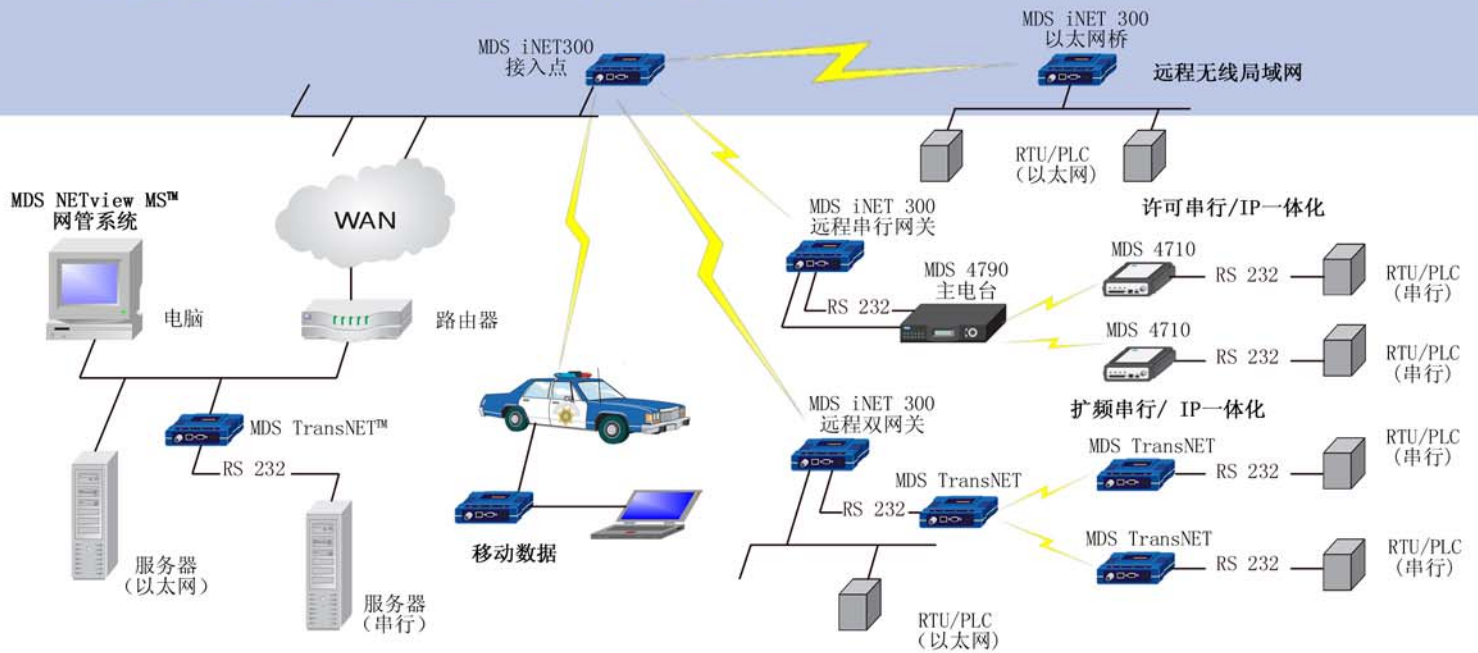 MDS iNET300
接入点
MDS iNET 300
以太网桥
远程无线局域网
RTU/PLC
(以太网)
MDS NETview MS™
网管系统
WAN
电脑
路由器
MDS TransNET™
RS 232
服务器
(以太网)
服务器
(串行)
移动数据
MDS iNET 300
远程串行网关
RS 232
MDS 4790
主电台
许可串行/IP一体化
MDS 4710
RS 232
RTU/PLC
(串行)
MDS 4710
RS 232
RTU/PLC
(串行)
扩频串行/ IP一体化
MDS iNET 300
远程双网关
RS 232
MDS TransNET
MDS TransNET
RS 232
RTU/PLC
(串行)
MDS TransNET
RS 232
RTU/PLC
(串行)
RTU/PLC
(以太网)